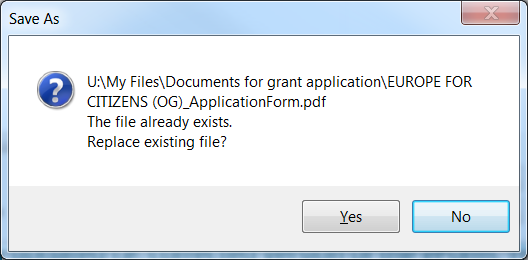 Save As
U:\My Files\Documents for grant application\EUROPE FOR
CITIZENS (OG)_ApplicationForm.pdf
The file already exists.
Replace existing file?
Yes
No